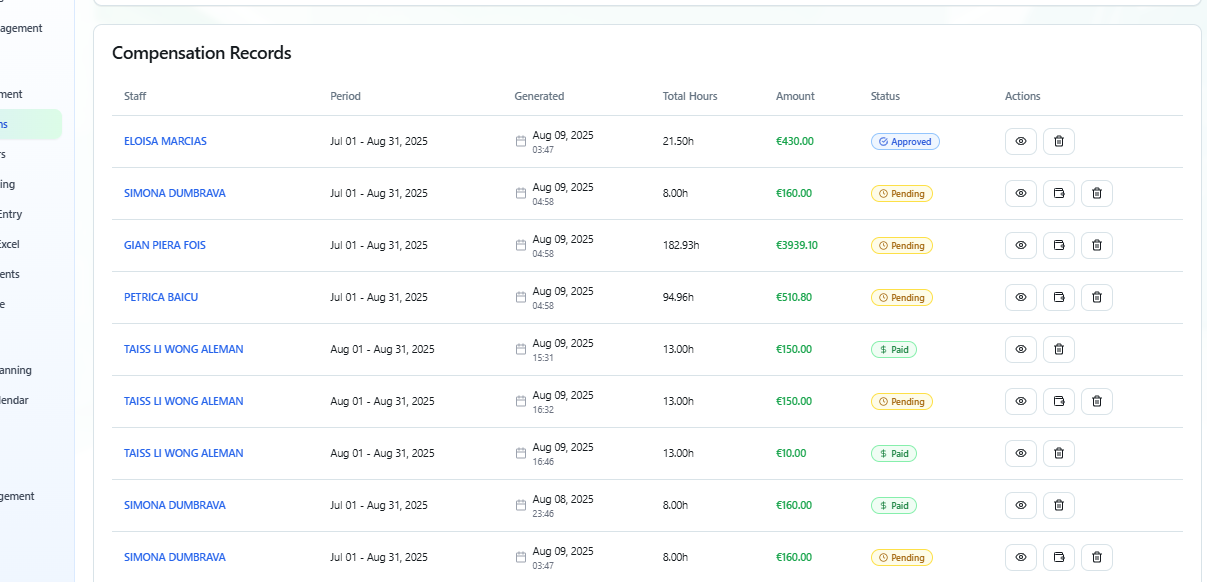 agement
ment
ns
rs
ing
Entry
Excel
ents
e
anning
lendar
gement
Compensation Records
Staff Period Generated Total Hours Amount Status Actions
ELOISA MARCIAS Jul 01 - Aug 31, 2025 Aug 09, 2025 21.50h €430.00 Approved
03:47
SIMONA DUMBRAVA Jul 01 - Aug 31, 2025 Aug 09, 2025 8.00h €160.00 Pending
04:58
GIAN PIERA FOIS Jul 01 - Aug 31, 2025 Aug 09, 2025 182.93h €3939.10 Pending
04:58
PETRICA BAICU Jul 01 - Aug 31, 2025 Aug 09, 2025 94.96h €510.80 Pending
04:58
TAISS LI WONG ALEMAN Aug 01 - Aug 31, 2025 Aug 09, 2025 13.00h €150.00 $ Paid
15:31
TAISS LI WONG ALEMAN Aug 01 - Aug 31, 2025 Aug 09, 2025 13.00h €150.00 Pending
16:32
TAISS LI WONG ALEMAN Aug 01 - Aug 31, 2025 Aug 09, 2025 13.00h €10.00 $ Paid
16:46
SIMONA DUMBRAVA Jul 01 - Aug 31, 2025 Aug 08, 2025 8.00h €160.00 $ Paid
23:46
SIMONA DUMBRAVA Jul 01 - Aug 31, 2025 Aug 09, 2025 8.00h €160.00 Pending
03:47